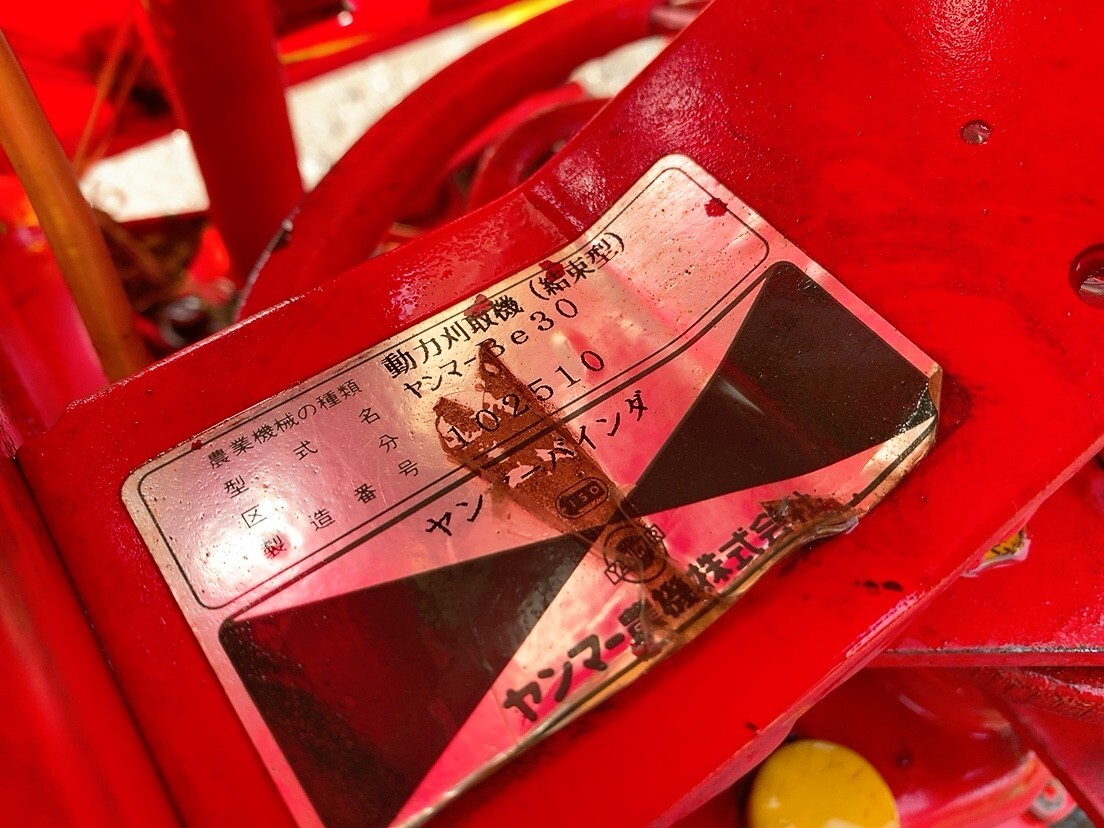 農業機械の種類 動力刈取機(結束型)
型式名 ヤンマーBe30
区分
製造番号 102510
ヤンマーバインダ
ヤンマー農機株式会社